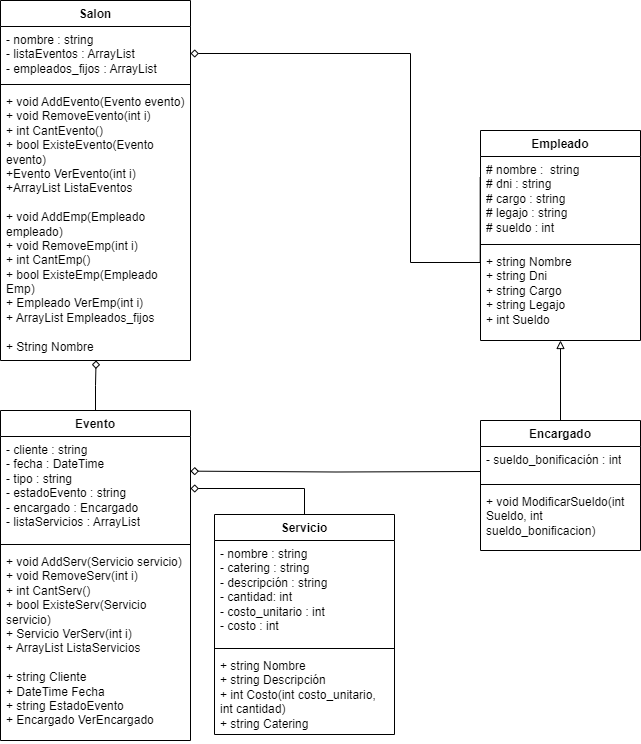 Salon
- nombre : string
- listaEventos : ArrayList
- empleados_fijos : ArrayList
+ void AddEvento(Evento evento)
+ void RemoveEvento(int i)
+ int CantEvento()
+ bool ExisteEvento(Evento
evento)
+Evento VerEvento(int i)
+ArrayList ListaEventos
+ void AddEmp(Empleado
empleado)
+ void RemoveEmp(int i)
+ int CantEmp()
+ bool ExisteEmp(Empleado
Emp)
+ Empleado VerEmp(int i)
+ ArrayList Empleados_fijos
+ String Nombre
Empleado
# nombre :  string
# dni : string
# cargo : string
# legajo : string
# sueldo : int
+ string Nombre
+ string Dni
+ string Cargo
+ string Legajo
+ int Sueldo
Evento
- cliente : string
- fecha : DateTime
- tipo : string
- estadoEvento : string
- encargado : Encargado
- listaServicios : ArrayList
+ void AddServ(Servicio servicio)
+ void RemoveServ(int i)
+ int CantServ()
+ bool ExisteServ(Servicio
servicio)
+ Servicio VerServ(int i)
+ ArrayList ListaServicios
+ string Cliente
+ DateTime Fecha
+ string EstadoEvento
+ Encargado VerEncargado
Encargado
- sueldo_bonificación : int
+ void ModificarSueldo(int
Sueldo, int
sueldo_bonificacion)
Servicio
- nombre : string
- catering : string
- descripción : string
- cantidad: int
- costo_unitario : int
- costo : int
+ string Nombre
+ string Descripción
+ int Costo(int costo_unitario,
int cantidad)
+ string Catering